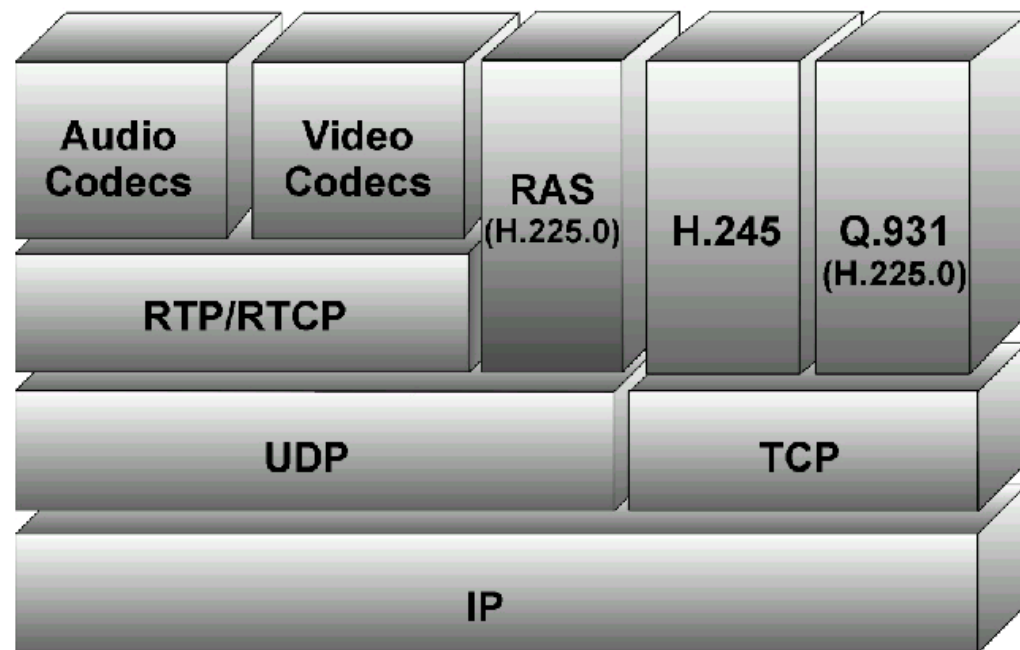 Audio
Codecs
Video
Codecs
RAS
(H.225.0)
H.245
Q.931
(H.225.0)
RTP/RTCP
UDP
TCP
IP